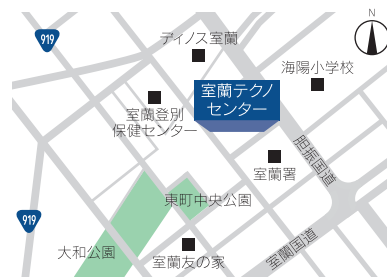 N
919
ディノス室蘭
海陽小学校
室蘭テクノ
センター
室蘭登別
保健センター
胆振国道
室蘭署
東町中央公園
919
室蘭国道
大和公園
室蘭友の家